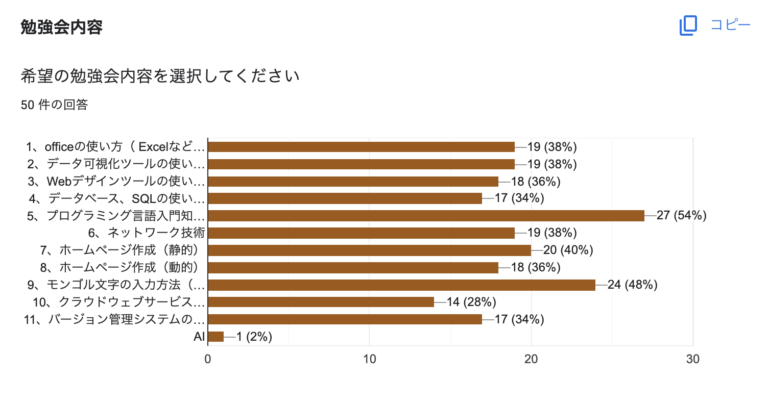 勉強会内容
コピー
希望の勉強会内容を選択してください
50 件の回答
1、officeの使い方（ Excelなど… 19 (38%)
2、データ可視化ツールの使い… 19 (38%)
3、Webデザインツールの使い… 18 (36%)
4、データベース、SQLの使い… 17 (34%)
5、プログラミング言語入門知… 27 (54%)
6、ネットワーク技術 19 (38%)
7、ホームページ作成（静的） 20 (40%)
8、ホームページ作成（動的） 18 (36%)
9、モンゴル文字の入力方法（… 24 (48%)
10、クラウドウェブサービス… 14 (28%)
11、バージョン管理システムの… 17 (34%)
AI 1 (2%)
0 10 20 30